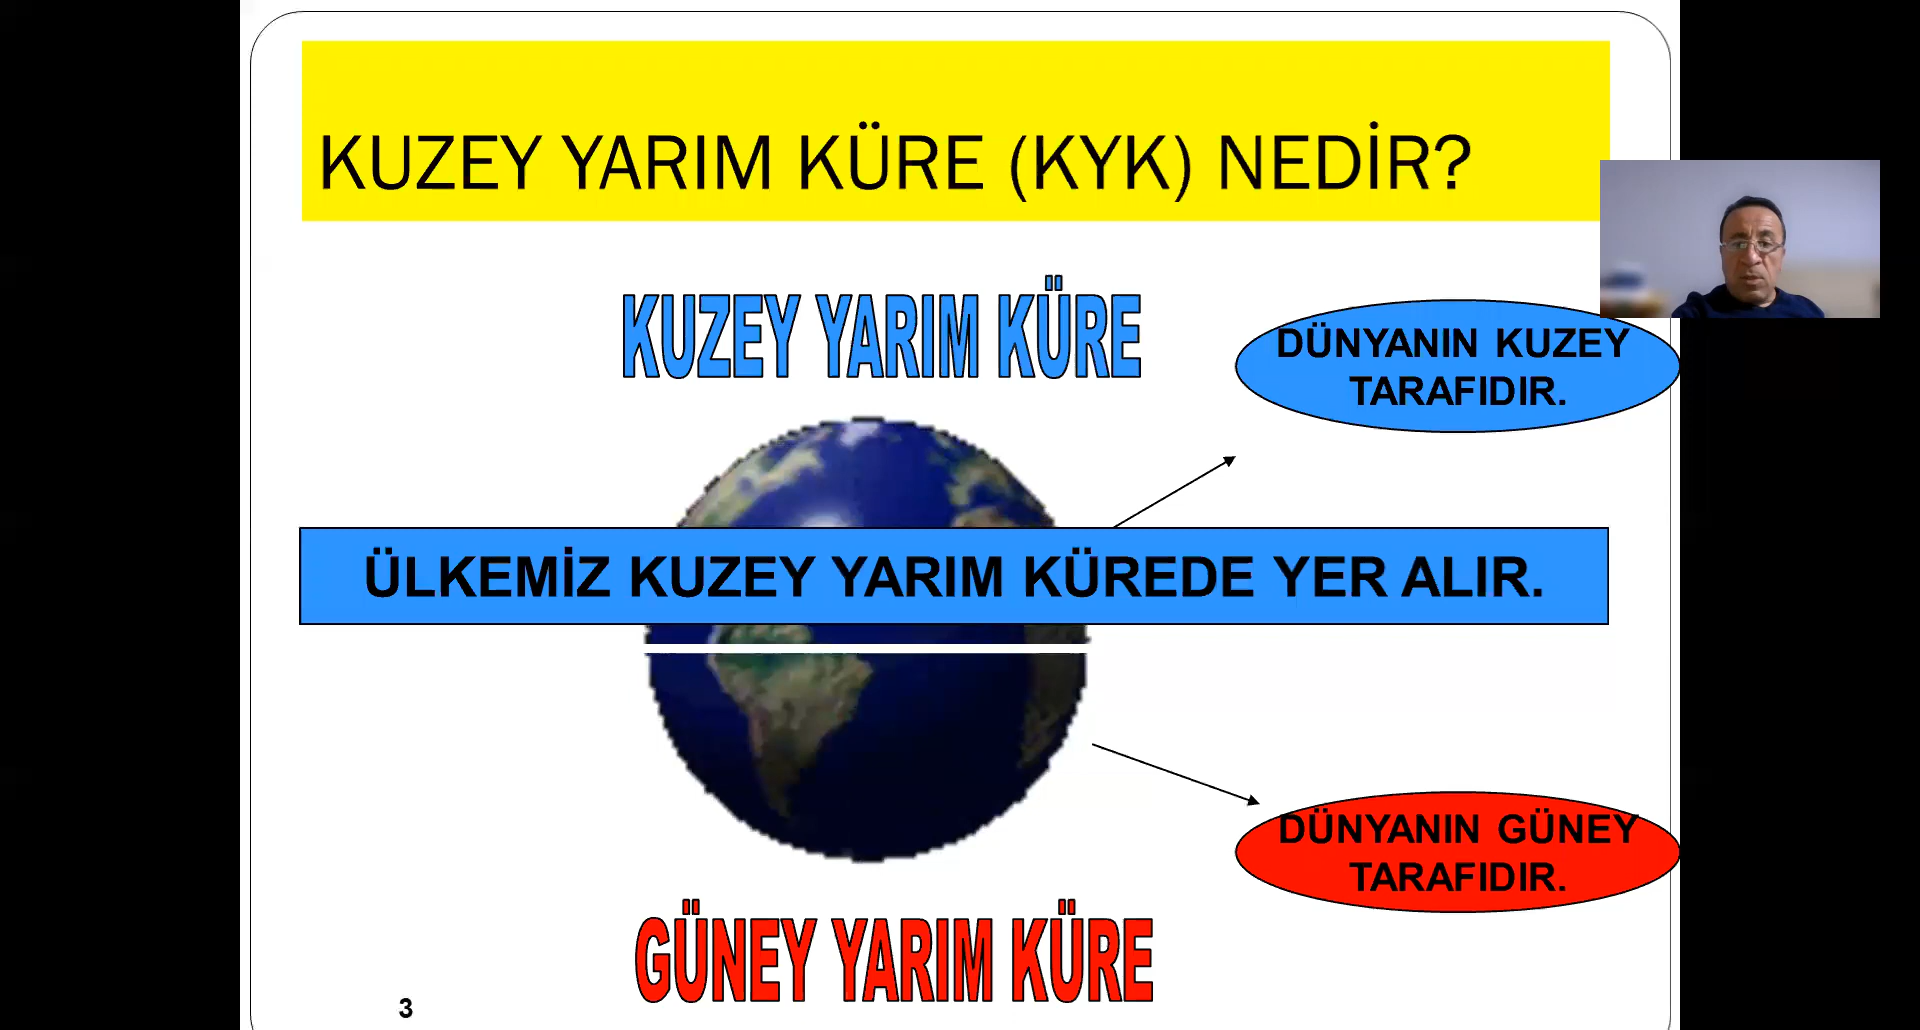 KUZEY YARIM KÜRE (KYK) NEDİR?
KUZEY YARIM KÜRE
DÜNYANIN KUZEY
TARAFIDIR.
ÜLKEMİZ KUZEY YARIM KÜREDE YER ALIR.
DÜNYANIN GÜNEY
TARAFIDIR.
GÜNEY YARIM KÜRE
3